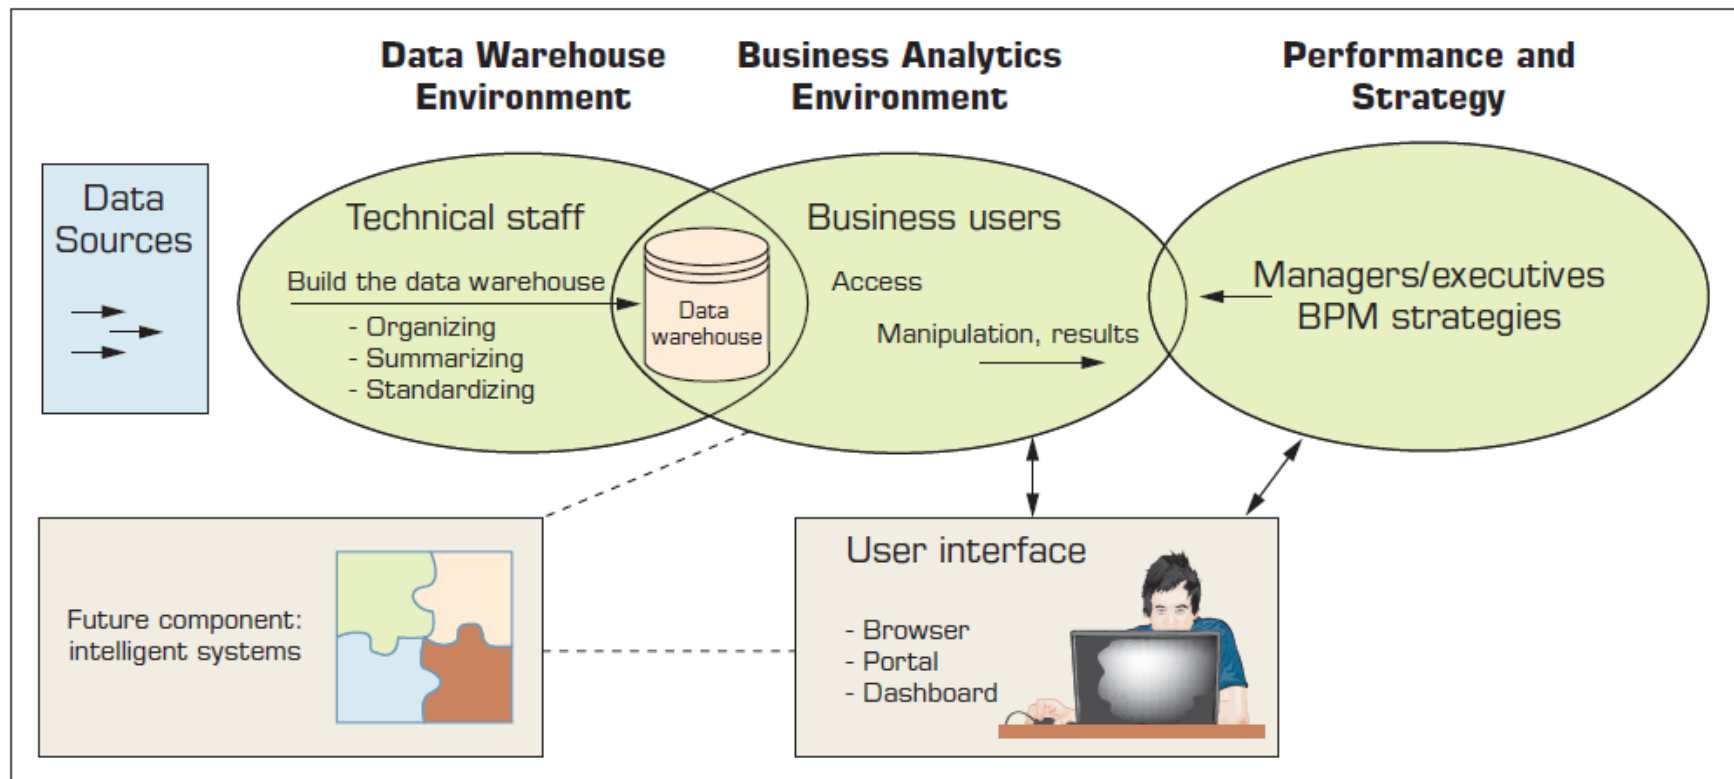 Data Warehouse
Environment
Business Analytics
Environment
Performance and
Strategy
Data
Sources
Technical staff
Build the data warehouse
- Organizing
- Summarizing
- Standardizing
Data
warehouse
Business users
Access
Manipulation, results
Managers/executives
BPM strategies
Future component:
intelligent systems
User interface
- Browser
- Portal
- Dashboard